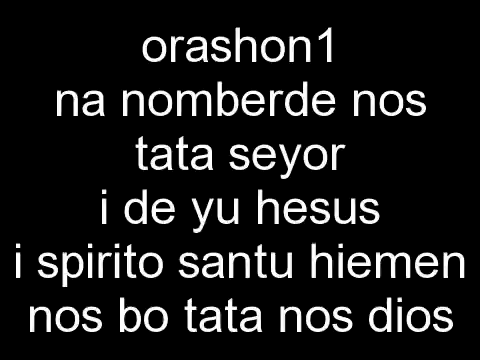 orashon1
na nomberde nos
tata seyor
i de yu hesus
i spirito santu hiemen
nos bo tata nos dios